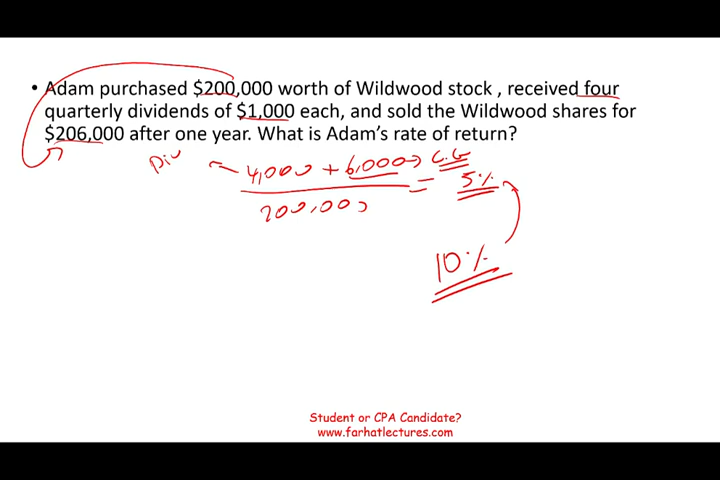 • Adam purchased $200,000 worth of Wildwood stock , received four
quarterly dividends of $1,000 each, and sold the Wildwood shares for
$206,000 after one year. What is Adam's rate of return?
Div 4,000 + 6,000 C.G
200,000 = 5%
10%
Student or CPA Candidate?
www.farhatlectures.com